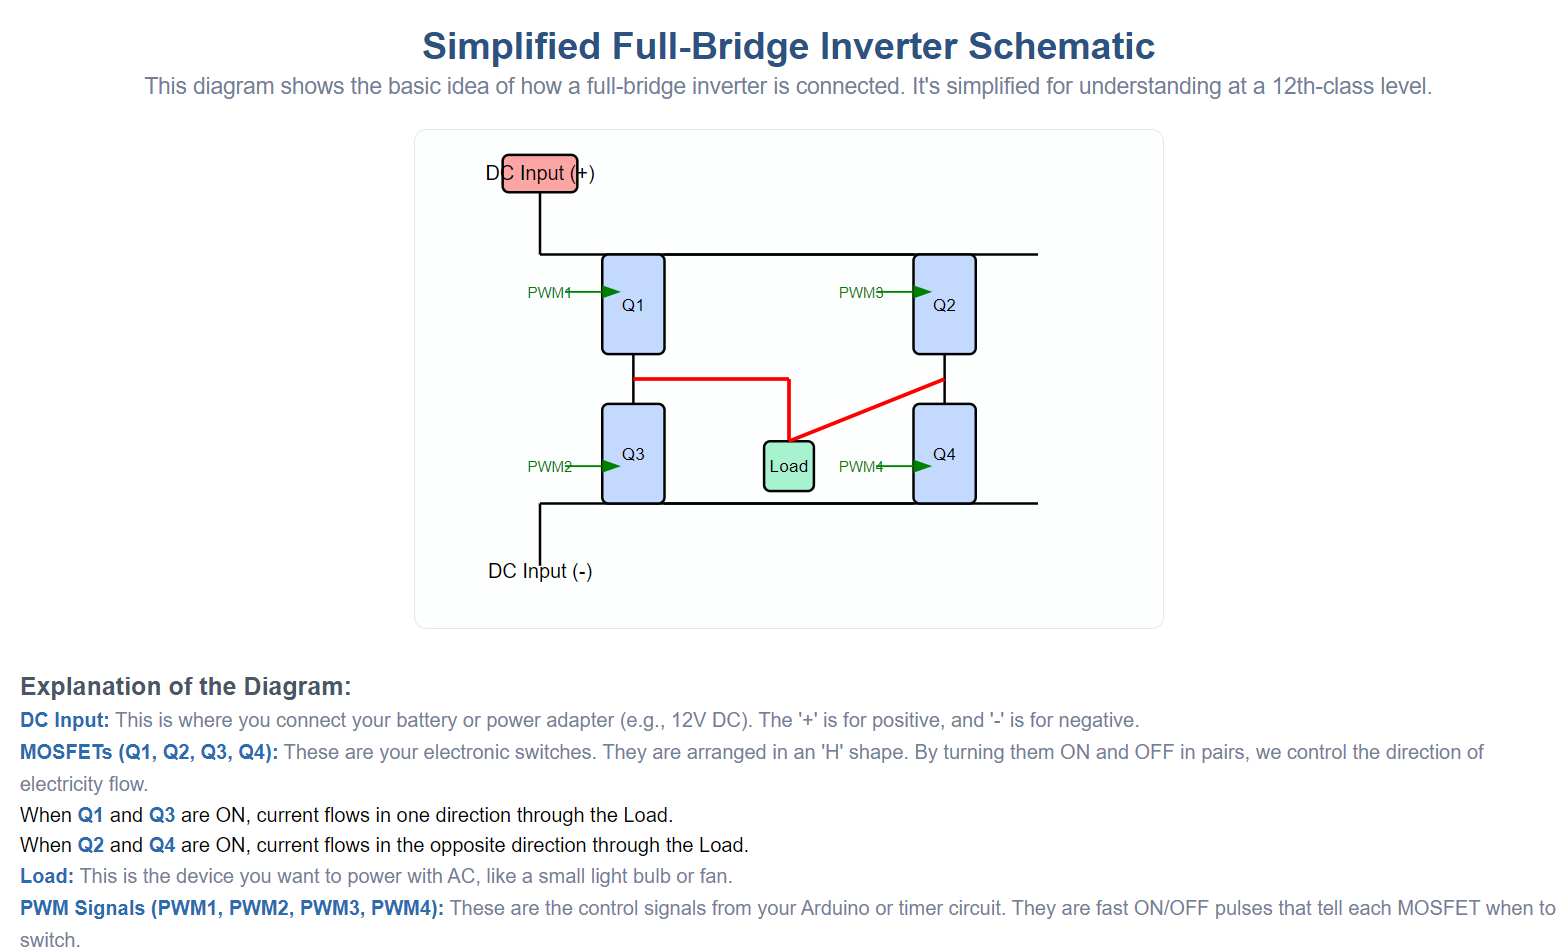 Simplified Full-Bridge Inverter Schematic
This diagram shows the basic idea of how a full-bridge inverter is connected. It's simplified for understanding at a 12th-class level.
DC Input (+)
PWM1
Q1
PWM3
Q2
PWM2
Q3
Load
PWM4
Q4
DC Input (-)
Explanation of the Diagram:
DC Input: This is where you connect your battery or power adapter (e.g., 12V DC). The '+' is for positive, and '-' is for negative.
MOSFETs (Q1, Q2, Q3, Q4): These are your electronic switches. They are arranged in an 'H' shape. By turning them ON and OFF in pairs, we control the direction of
electricity flow.
When Q1 and Q3 are ON, current flows in one direction through the Load.
When Q2 and Q4 are ON, current flows in the opposite direction through the Load.
Load: This is the device you want to power with AC, like a small light bulb or fan.
PWM Signals (PWM1, PWM2, PWM3, PWM4): These are the control signals from your Arduino or timer circuit. They are fast ON/OFF pulses that tell each MOSFET when to
switch.